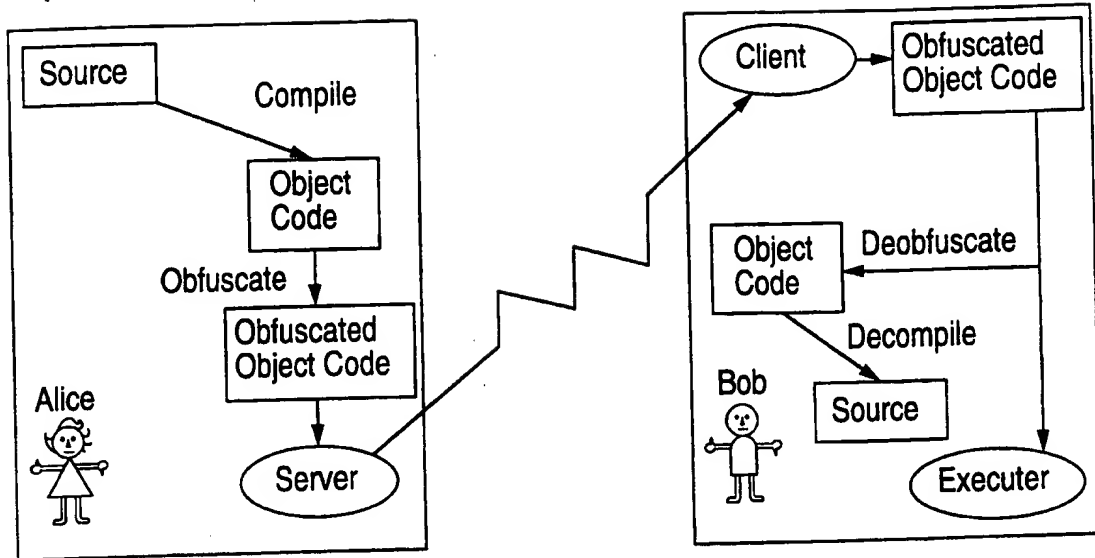 Source
Compile
Object
Code
Obfuscate
Obfuscated
Object Code
Alice
Server
Client
Obfuscated
Object Code
Object
Code
Deobfuscate
Decompile
Bob
Source
Executer